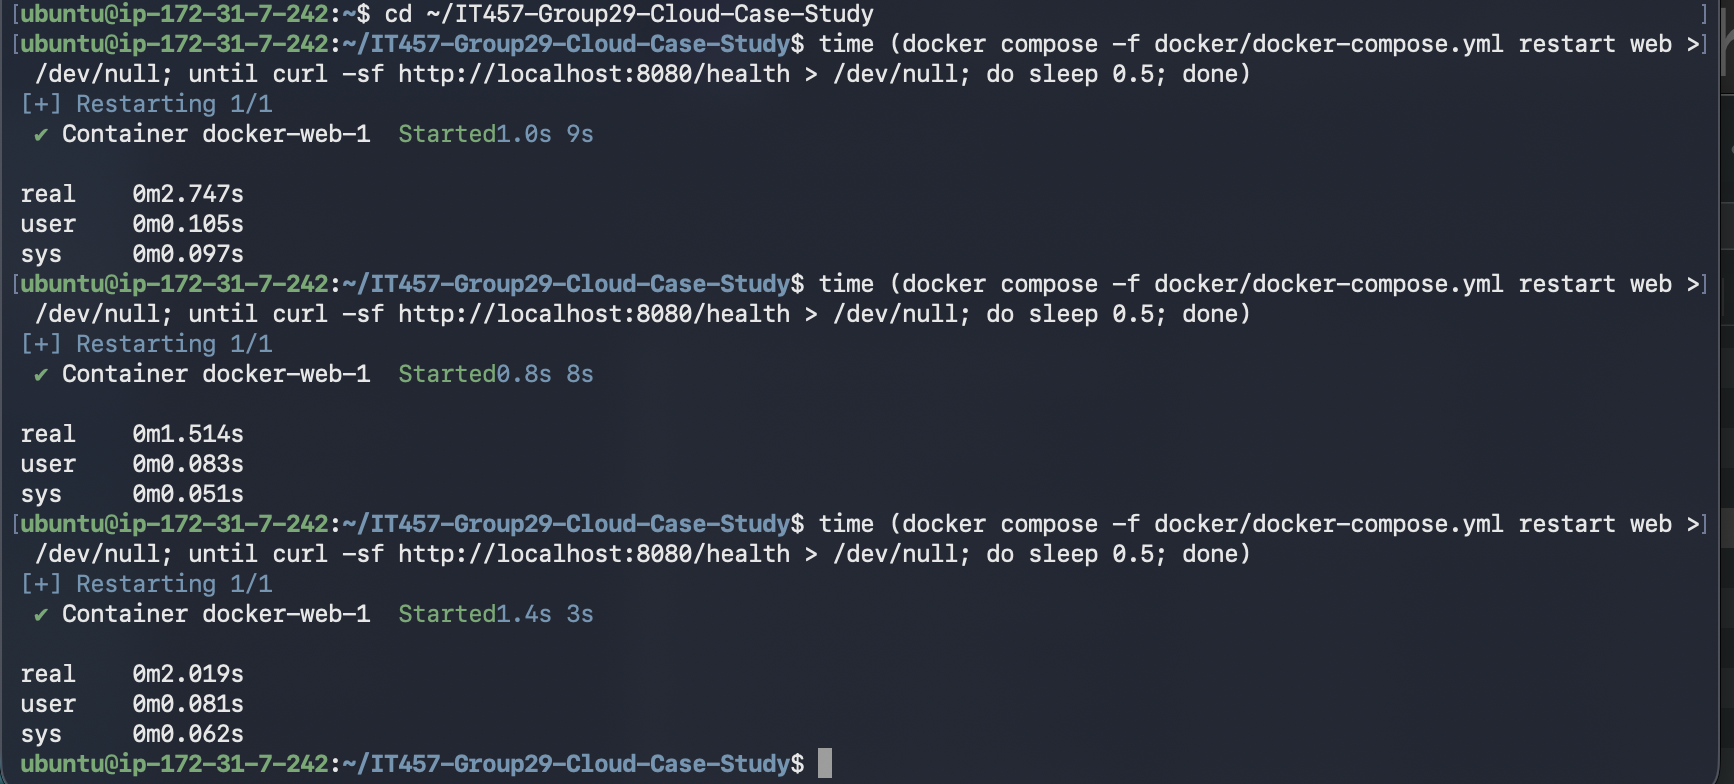 [ubuntu@ip-172-31-7-242:~$ cd ~/IT457-Group29-Cloud-Case-Study ]
[ubuntu@ip-172-31-7-242:~/IT457-Group29-Cloud-Case-Study$ time (docker compose -f docker/docker-compose.yml restart web >]
/dev/null; until curl -sf http://localhost:8080/health > /dev/null; do sleep 0.5; done)
[+] Restarting 1/1
✔ Container docker-web-1 Started1.0s 9s
real 0m2.747s
user 0m0.105s
sys 0m0.097s
[ubuntu@ip-172-31-7-242:~/IT457-Group29-Cloud-Case-Study$ time (docker compose -f docker/docker-compose.yml restart web >]
/dev/null; until curl -sf http://localhost:8080/health > /dev/null; do sleep 0.5; done)
[+] Restarting 1/1
✔ Container docker-web-1 Started0.8s 8s
real 0m1.514s
user 0m0.083s
sys 0m0.051s
[ubuntu@ip-172-31-7-242:~/IT457-Group29-Cloud-Case-Study$ time (docker compose -f docker/docker-compose.yml restart web >]
/dev/null; until curl -sf http://localhost:8080/health > /dev/null; do sleep 0.5; done)
[+] Restarting 1/1
✔ Container docker-web-1 Started1.4s 3s
real 0m2.019s
user 0m0.081s
sys 0m0.062s
ubuntu@ip-172-31-7-242:~/IT457-Group29-Cloud-Case-Study$